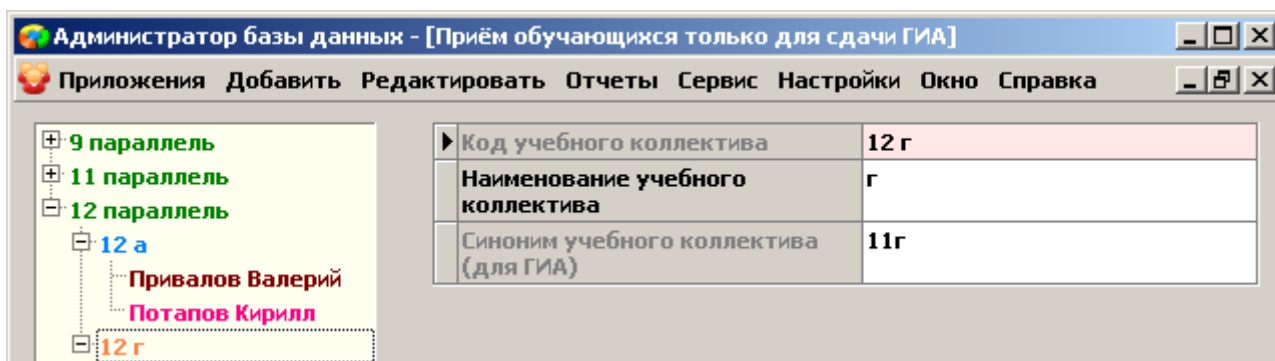 Администратор базы данных - [Приём обучающихся только для сдачи ГИА]
Приложения Добавить Редактировать Отчеты Сервис Настройки Окно Справка
9 параллель
11 параллель
12 параллель
12 а
Привалов Валерий
Потапов Кирилл
12 г
Код учебного коллектива 12 г
Наименование учебного г
коллектива
Синоним учебного коллектива 11г
(для ГИА)